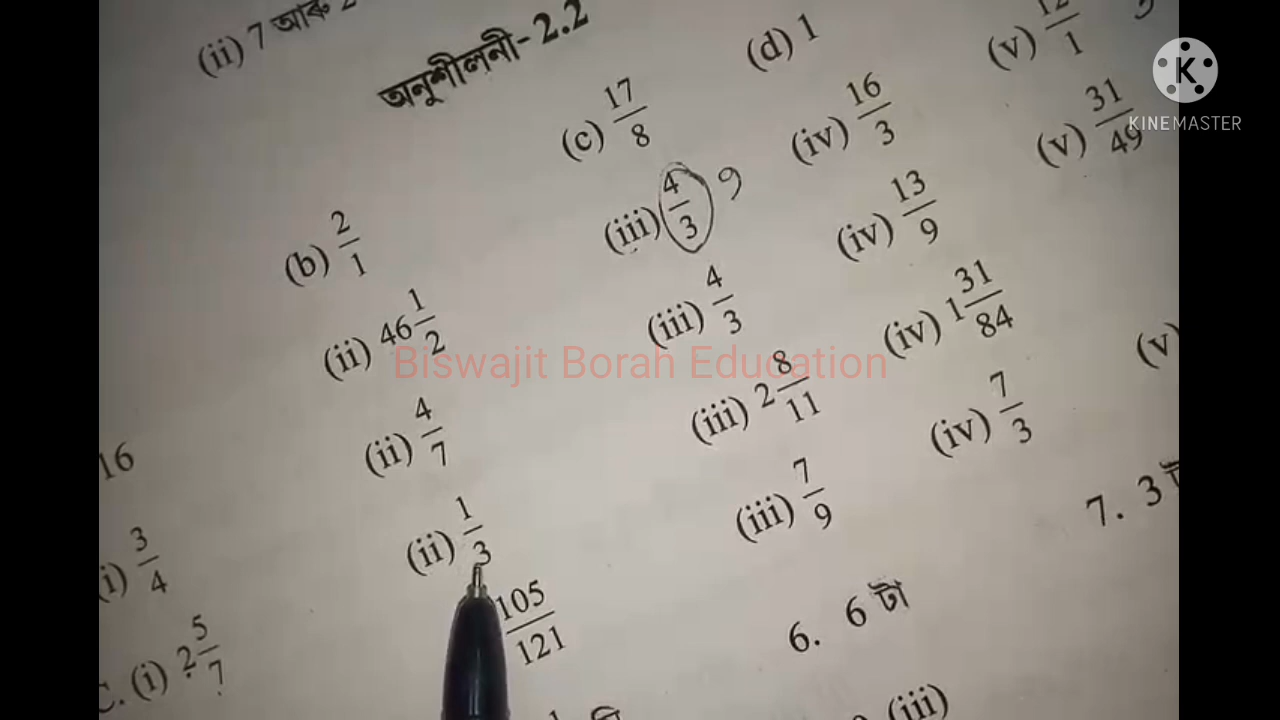 (ii) 7 আৰু 2
অনুশীলনী- 2.2
(b) 2/1 (c) 17/8 (d) 1
(ii) 46 1/2 (iii) 4/3 9 (iv) 16/3 (v) 12/1
16 (ii) 4/7 (iii) 4/3 (iv) 13/9 (v) 31/49
(i) 3/4 (ii) 1/3 (iii) 2 8/11 (iv) 1 31/84 (v)
C. (i) 2 5/7 105/121 (iii) 7/9 (iv) 7/3
6. 6 টা 7. 3
(iii)
Biswajit Borah Education
K
KINEMASTER